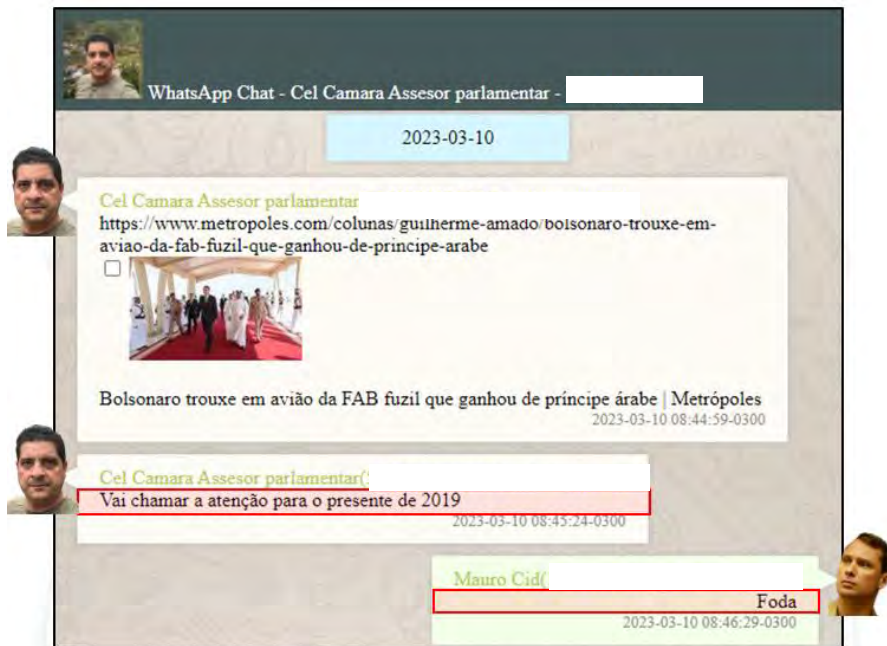 WhatsApp Chat - Cel Camara Assesor parlamentar -
2023-03-10
Cel Camara Assesor parlamentar
https://www.metropoles.com/colunas/guilherme-amado/bolsonaro-trouxe-em-
aviao-da-fab-fuzil-que-ganhou-de-principe-arabe
Bolsonaro trouxe em avião da FAB fuzil que ganhou de príncipe árabe | Metrópoles
2023-03-10 08:44:59-0300
Cel Camara Assesor parlamentar(
Vai chamar a atenção para o presente de 2019
2023-03-10 08:45:24-0300
Mauro Cid(
Foda
2023-03-10 08:46:29-0300